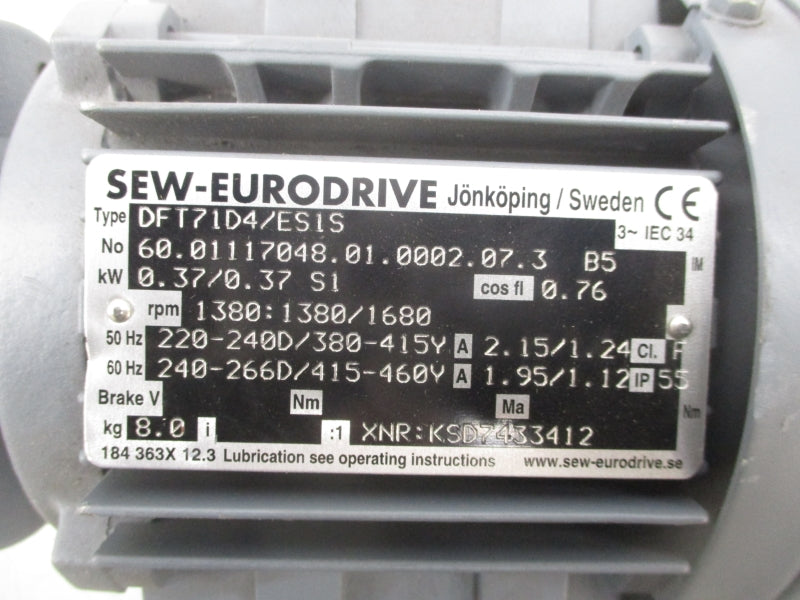 SEW-EURODRIVE Jönköping / Sweden CE
Type DFT71D4/ES1S 3~ IEC 34
No 60.01117048.01.0002.07.3 B5 IM
kW 0.37/0.37 S1 cos fI 0.76
rpm 1380:1380/1680
50 Hz 220-240D/380-415Y A 2.15/1.24 Cl. F
60 Hz 240-266D/415-460Y A 1.95/1.12 IP 55
Brake V Nm Ma Nm
kg 8.0 i :1 XNR:KSD7433412
184 363X 12.3 Lubrication see operating instructions www.sew-eurodrive.se